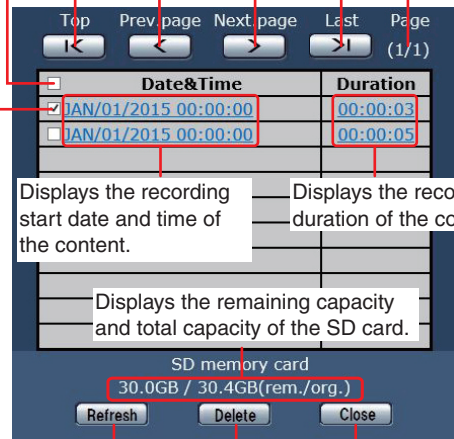 Top Prev.page Next page Last Page
|< < > >| (1/1)
Date&Time Duration
JAN/01/2015 00:00:00 00:00:03
JAN/01/2015 00:00:00 00:00:05
Displays the recording
start date and time of
the content.
Displays the reco
duration of the co
Displays the remaining capacity
and total capacity of the SD card.
SD memory card
30.0GB / 30.4GB(rem./org.)
Refresh Delete Close